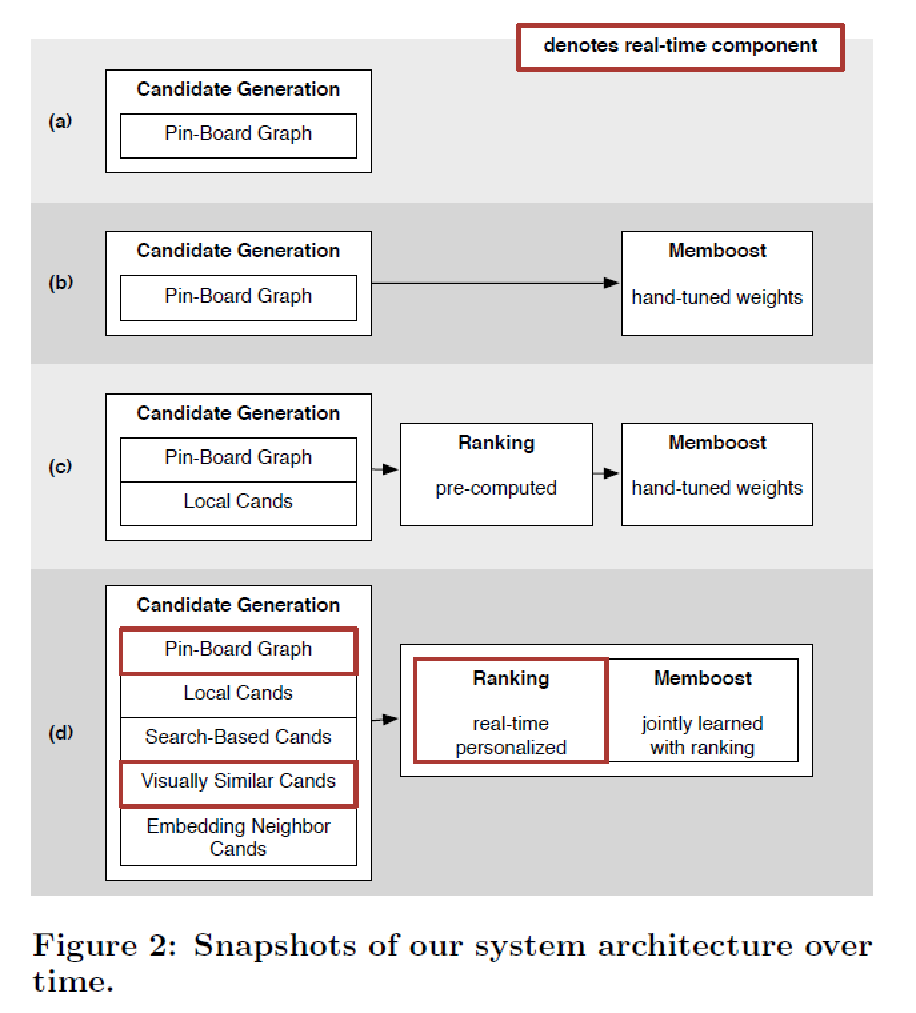 denotes real-time component
Candidate Generation
(a)
Pin-Board Graph
Candidate Generation
Memboost
(b)
Pin-Board Graph
hand-tuned weights
Candidate Generation
Pin-Board Graph
Ranking
Memboost
(c)
pre-computed
hand-tuned weights
Local Cands
Candidate Generation
Pin-Board Graph
Local Cands
Ranking
Memboost
(d)
Search-Based Cands
real-time
personalized
jointly learned
with ranking
Visually Similar Cands
Embedding Neighbor
Cands
Figure 2: Snapshots of our system architecture over
time.